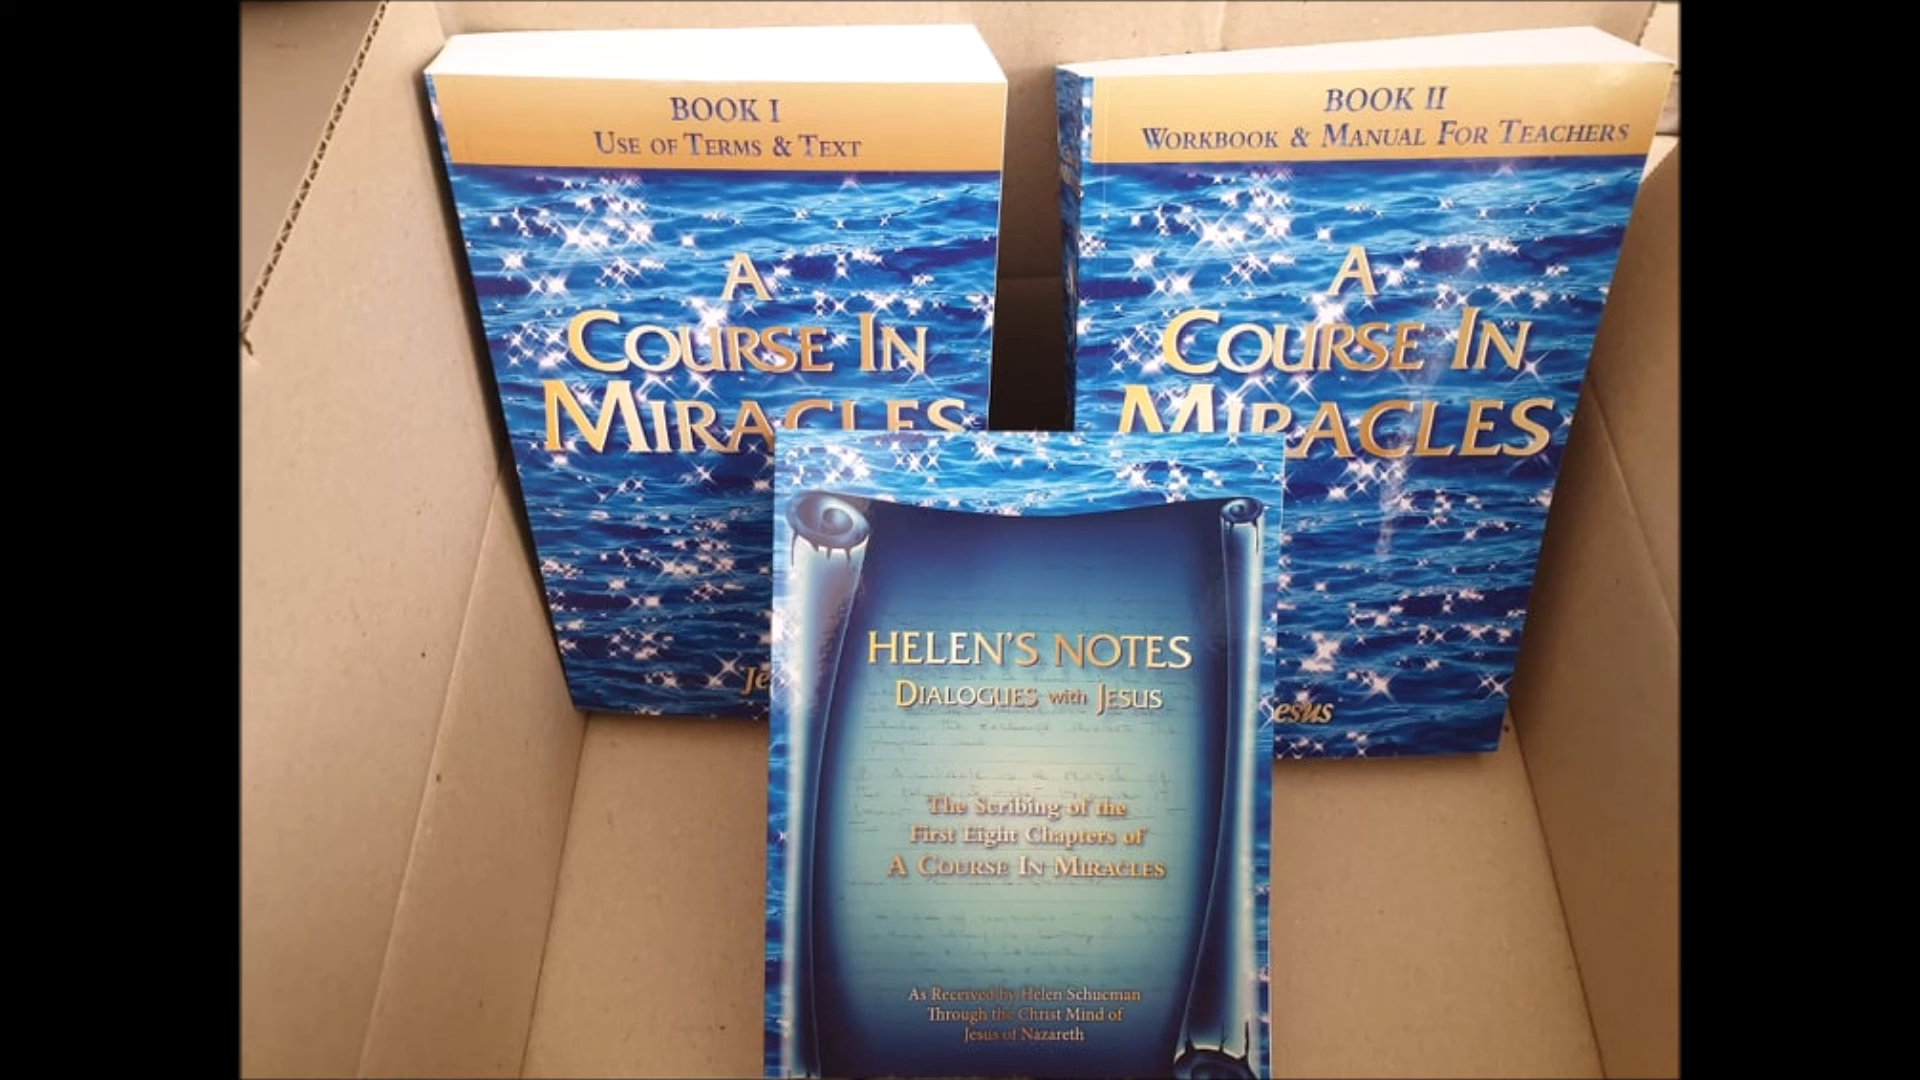 BOOK I
USE OF TERMS & TEXT
A
COURSE IN
MIRACLES
Je
BOOK II
WORKBOOK & MANUAL FOR TEACHERS
A
COURSE IN
MIRACLES
esus
HELEN'S NOTES
DIALOGUES with JESUS
The Scribing of the
First Eight Chapters of
A COURSE IN MIRACLES
As Received by Helen Schucman
Through the Christ Mind of
Jesus of Nazareth